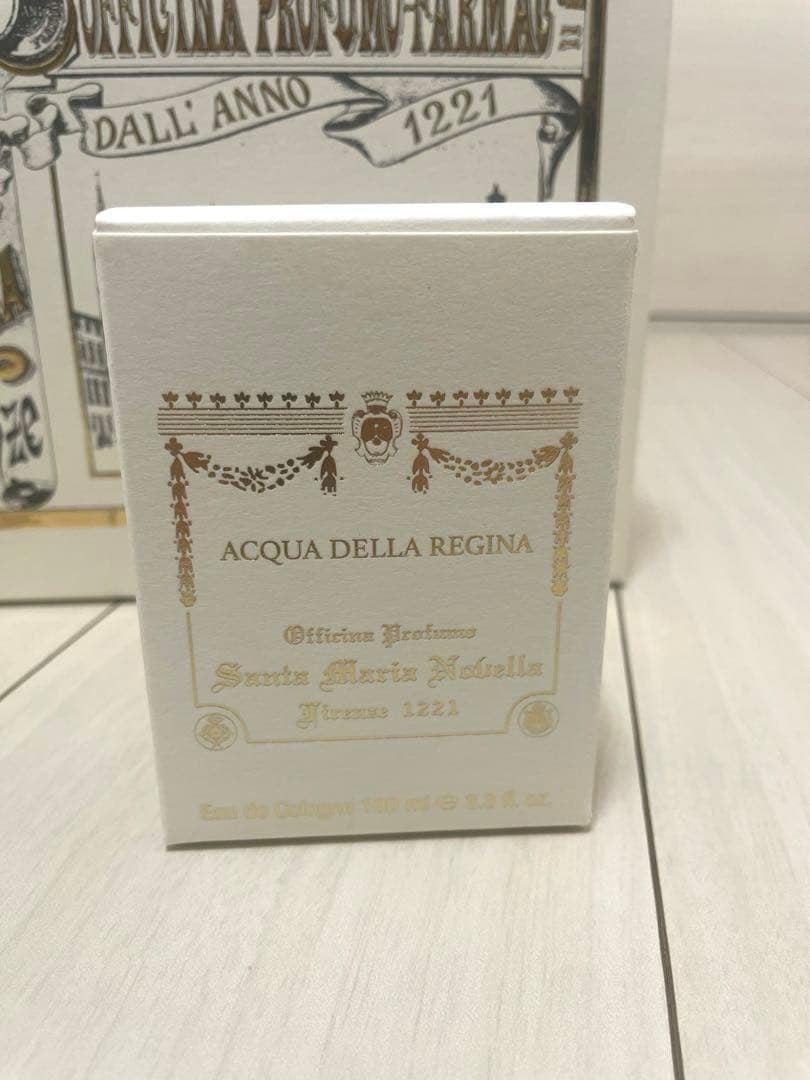 OFFICINA PROFUMO-FARMAC
DALL' ANNO 1221
ACQUA DELLA REGINA
Officina Profumo
Santa Maria Novella
Firenze 1221
Eau de Cologne 100 ml ℮ 3.3 fl. oz.